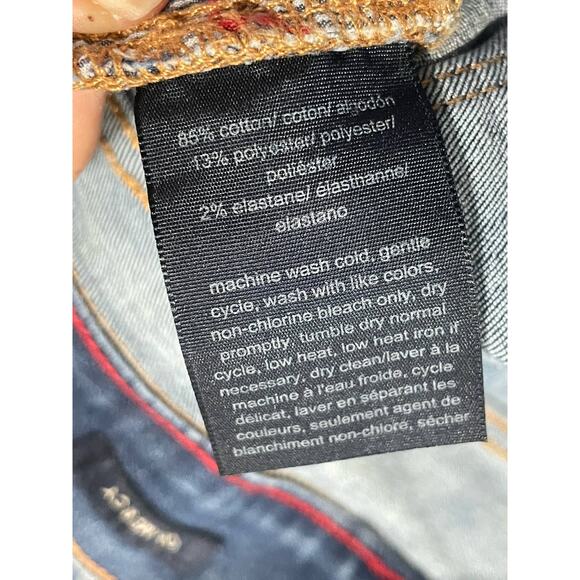 85% cotton/ coton/ algodón
13% polyester/ polyester/
poliéster
2% elastane/ élasthanne/
elastano
machine wash cold, gentle
cycle, wash with like colors,
non-chlorine bleach only, dry
promptly, tumble dry normal
cycle, low heat, low heat iron if
necessary, dry clean/laver à la
machine à l'eau froide, cycle
délicat, laver en séparant les
couleurs, seulement agent de
blanchiment non-chloré, sécher